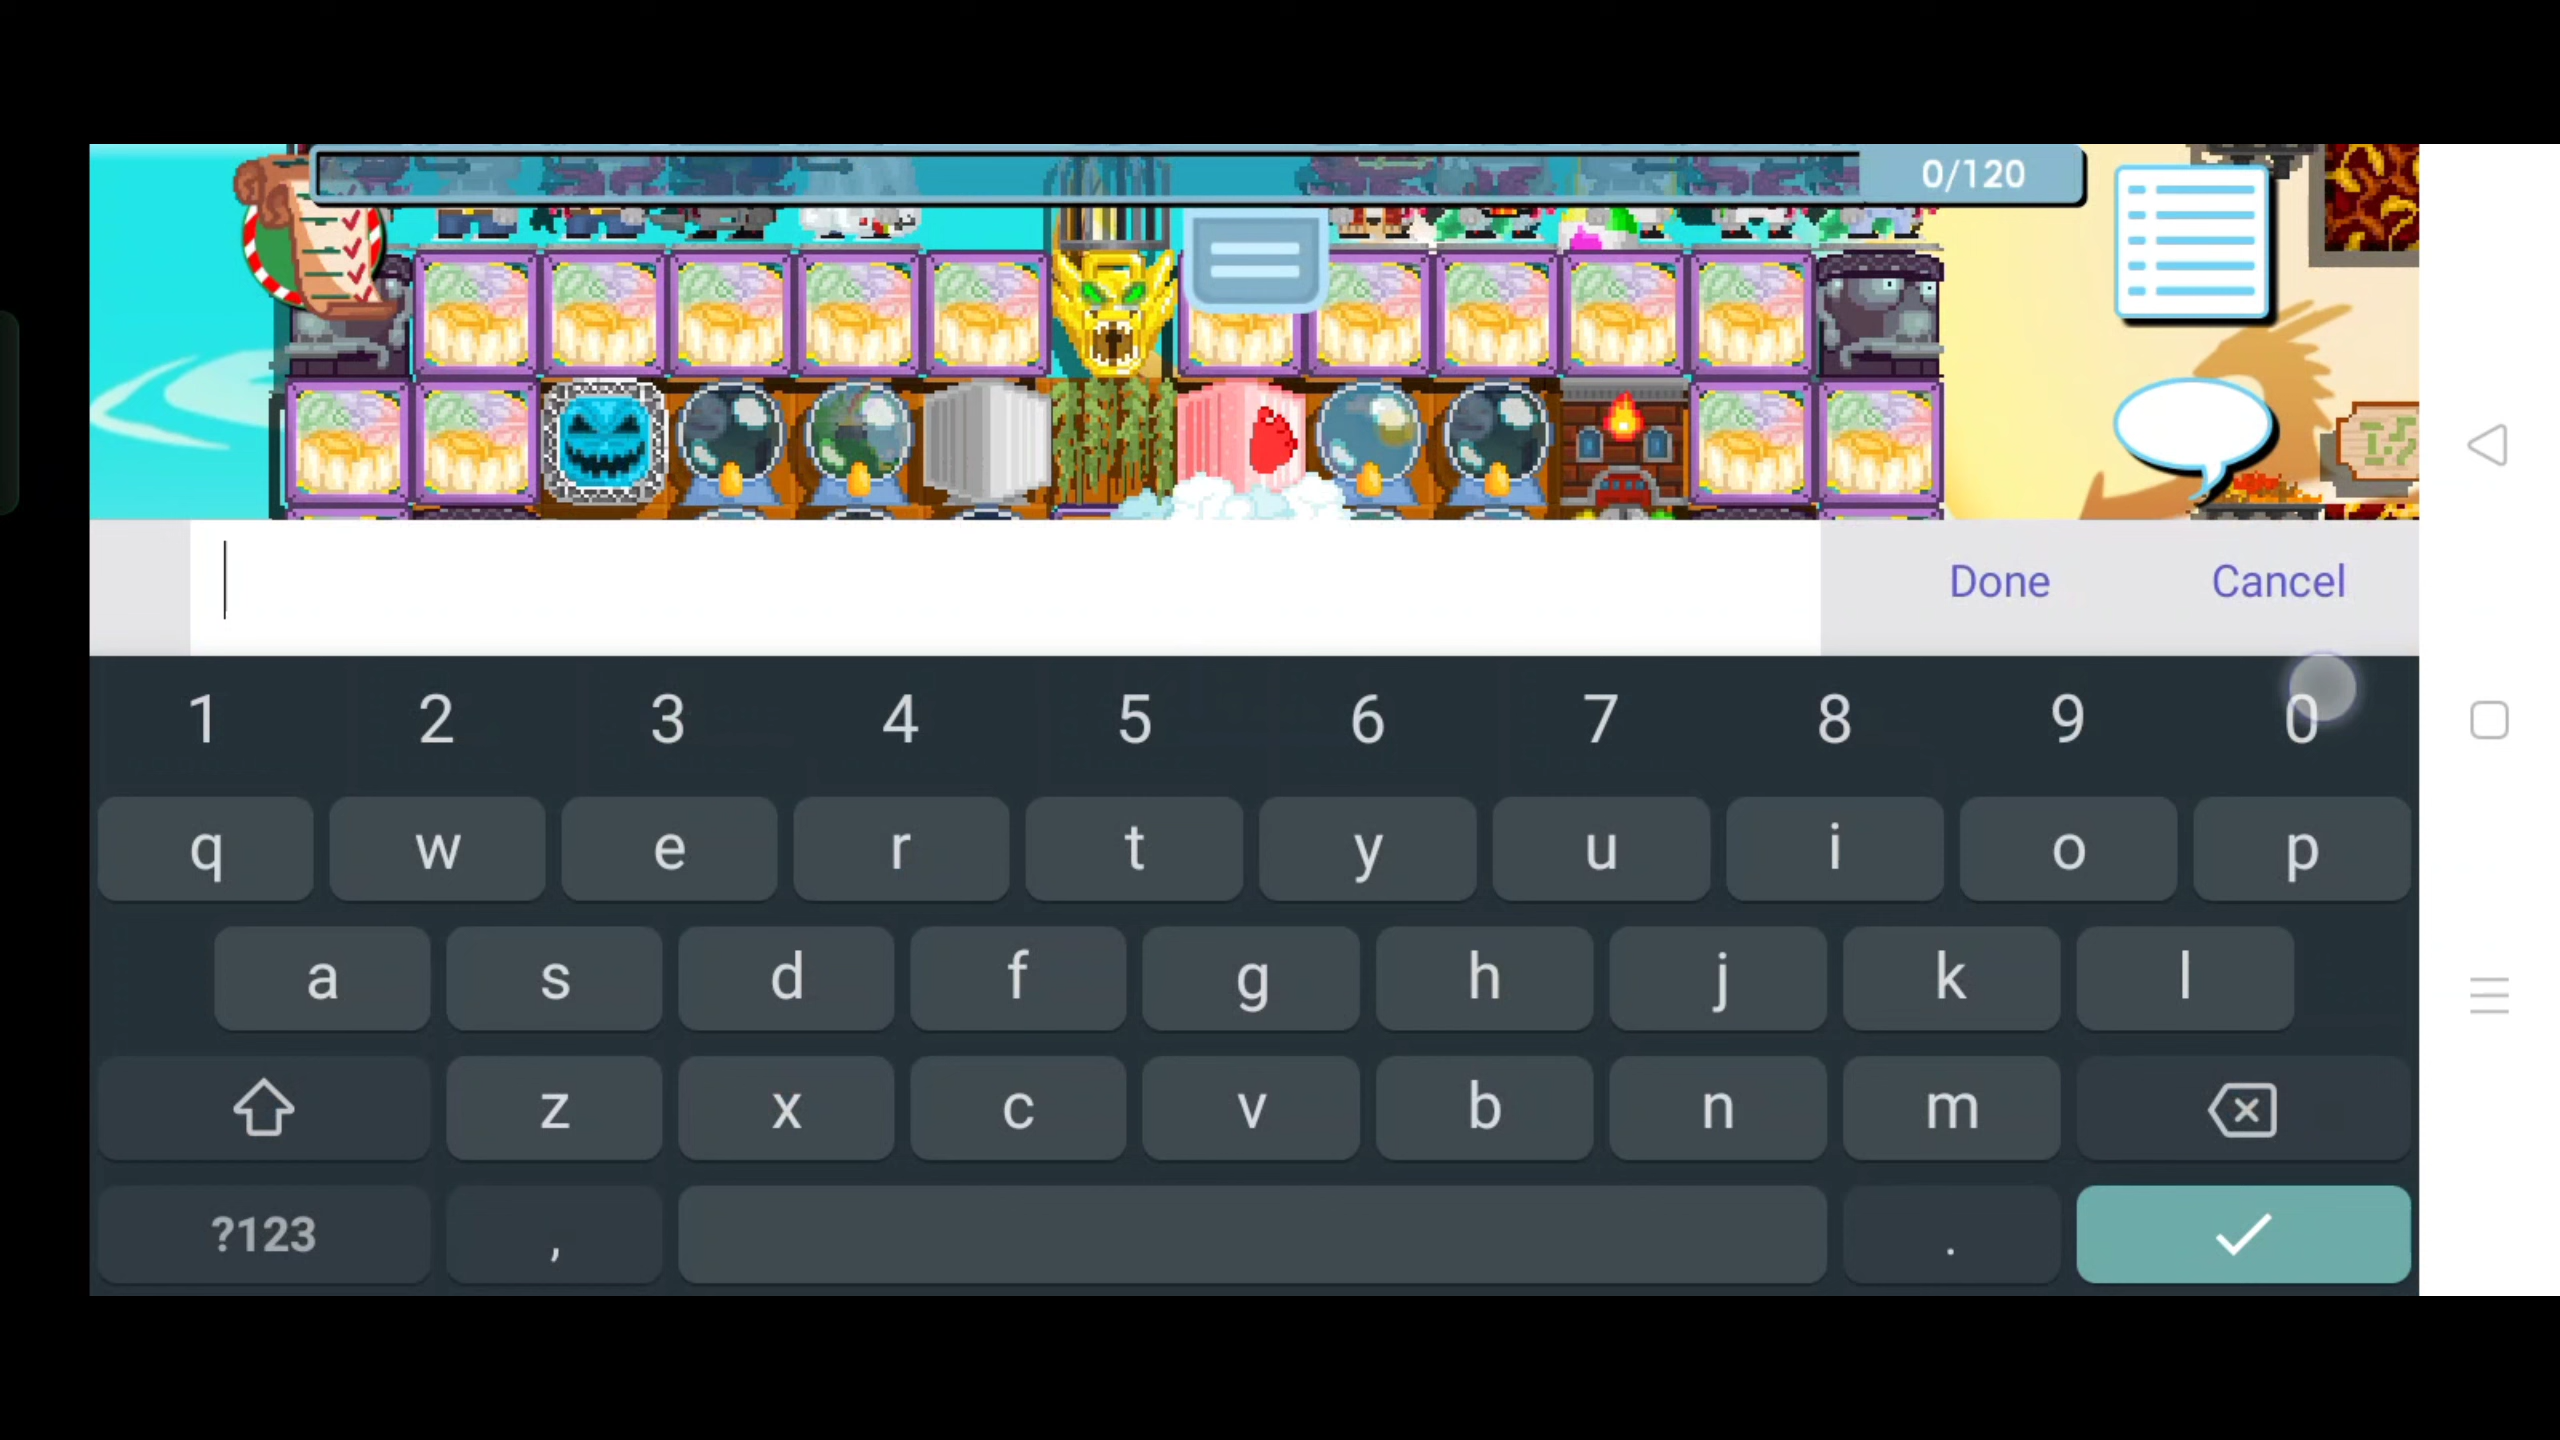 0/120
Done Cancel
1 2 3 4 5 6 7 8 9 0
q w e r t y u i o p
a s d f g h j k l
z x c v b n m
?123 , .